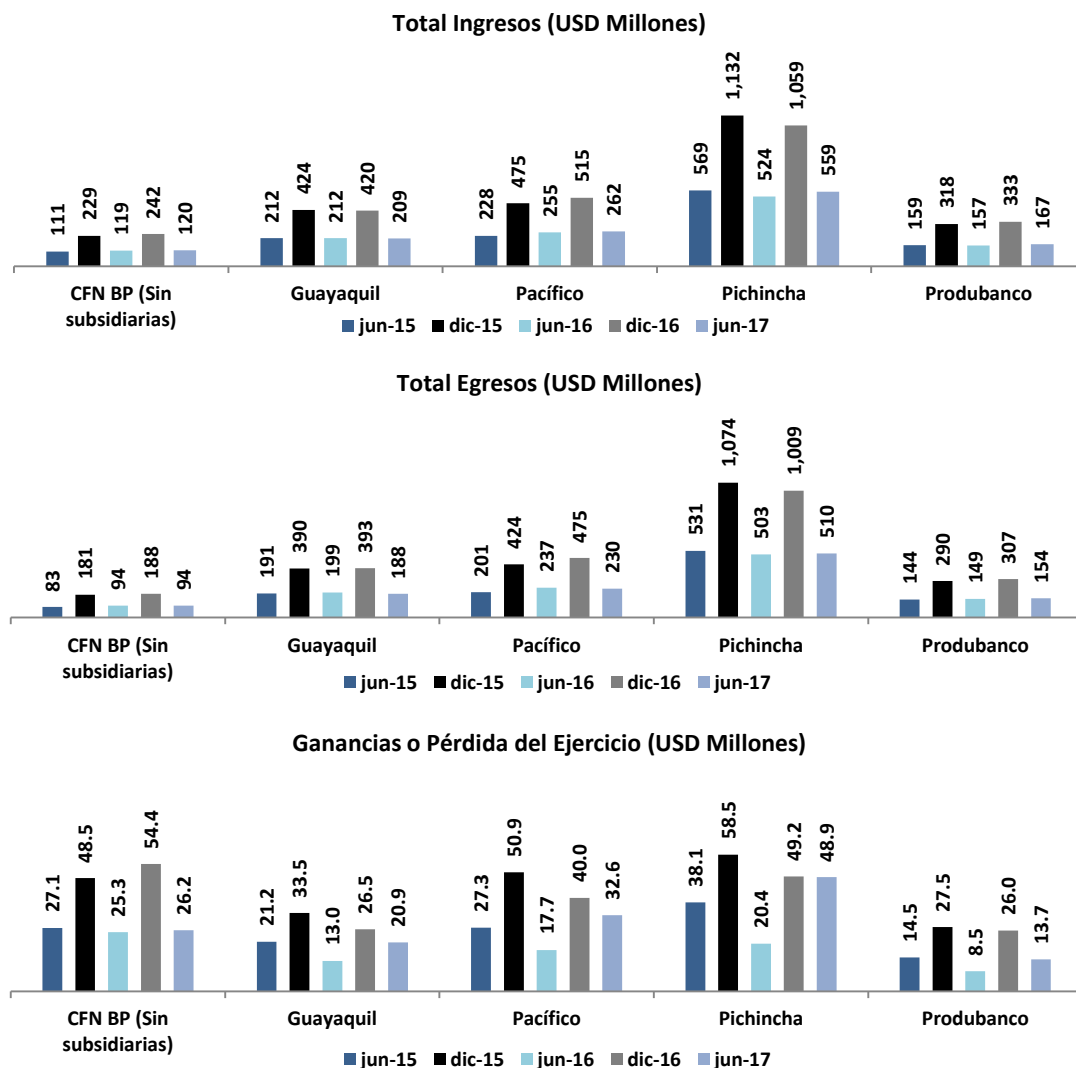 Total Ingresos (USD Millones)
111 229 119 242 120 212 424 212 420 209 228 475 255 515 262 569 1,132 524 1,059 559 159 318 157 333 167
CFN BP (Sin subsidiarias) Guayaquil Pacífico Pichincha Produbanco
jun-15 dic-15 jun-16 dic-16 jun-17
Total Egresos (USD Millones)
83 181 94 188 94 191 390 199 393 188 201 424 237 475 230 531 1,074 503 1,009 510 144 290 149 307 154
CFN BP (Sin subsidiarias) Guayaquil Pacífico Pichincha Produbanco
jun-15 dic-15 jun-16 dic-16 jun-17
Ganancias o Pérdida del Ejercicio (USD Millones)
27.1 48.5 25.3 54.4 26.2 21.2 33.5 13.0 26.5 20.9 27.3 50.9 17.7 40.0 32.6 38.1 58.5 20.4 49.2 48.9 14.5 27.5 8.5 26.0 13.7
CFN BP (Sin subsidiarias) Guayaquil Pacífico Pichincha Produbanco
jun-15 dic-15 jun-16 dic-16 jun-17